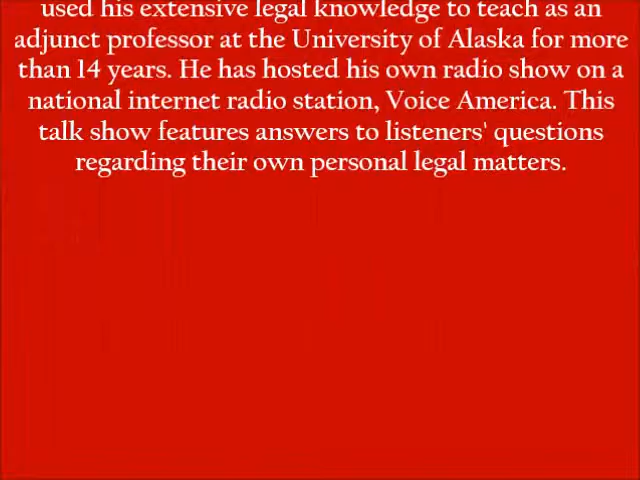 used his extensive legal knowledge to teach as an
adjunct professor at the University of Alaska for more
than 14 years. He has hosted his own radio show on a
national internet radio station, Voice America. This
talk show features answers to listeners' questions
regarding their own personal legal matters.